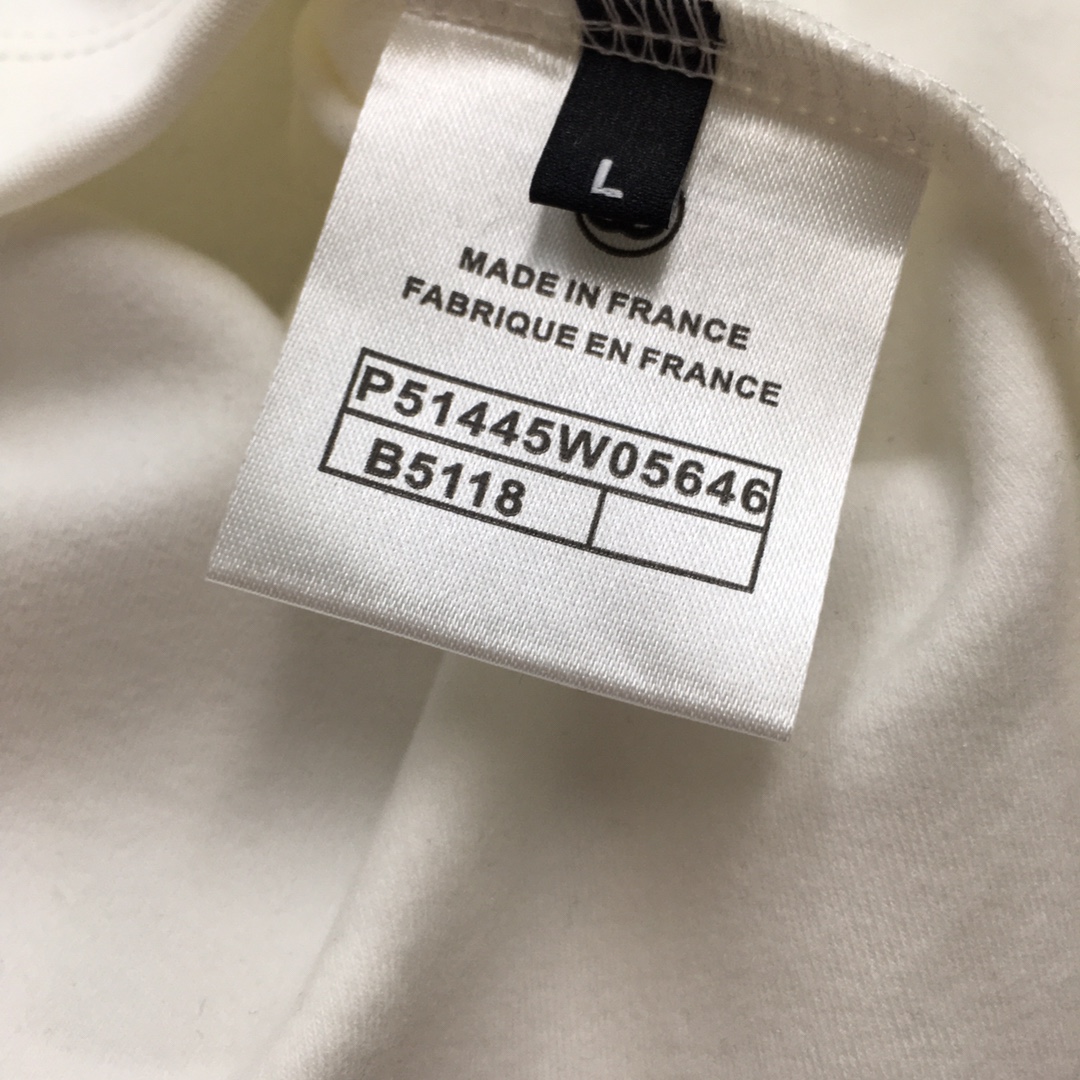 L
MADE IN FRANCE
FABRIQUE EN FRANCE
P51445W05646
B5118